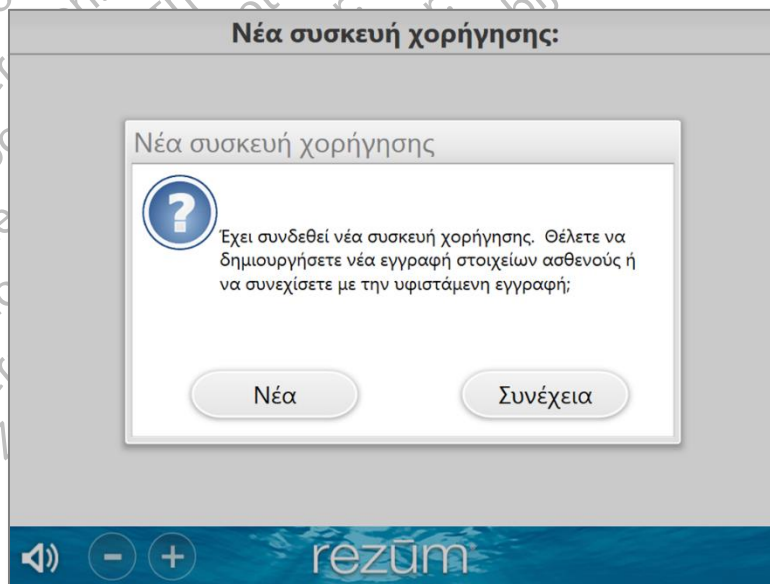 Νέα συσκευή χορήγησης:
Νέα συσκευή χορήγησης
?
Έχει συνδεθεί νέα συσκευή χορήγησης. Θέλετε να
δημιουργήσετε νέα εγγραφή στοιχείων ασθενούς ή
να συνεχίσετε με την υφιστάμενη εγγραφή;
Νέα
Συνέχεια
- +
rezūm